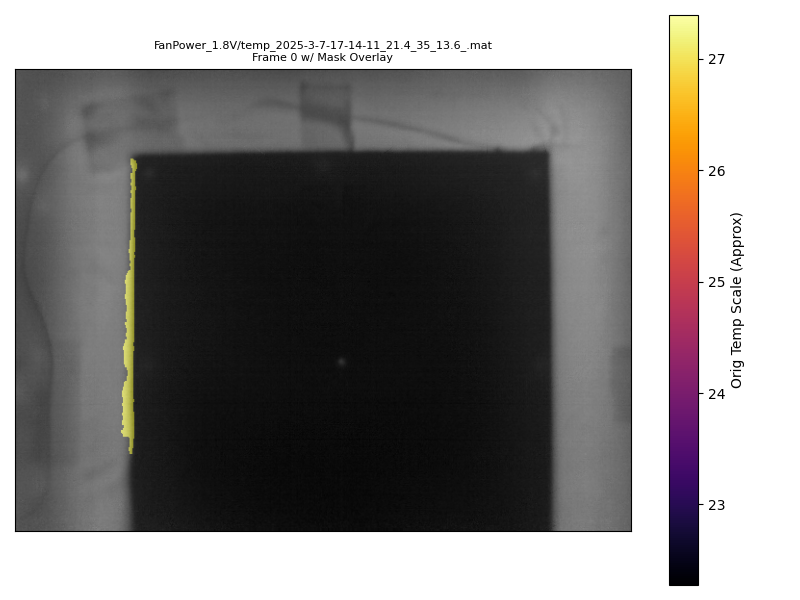 FanPower_1.8V/temp_2025-3-7-17-14-11_21.4_35_13.6_.mat
Frame 0 w/ Mask Overlay
27
26
25
24
23
Orig Temp Scale (Approx)